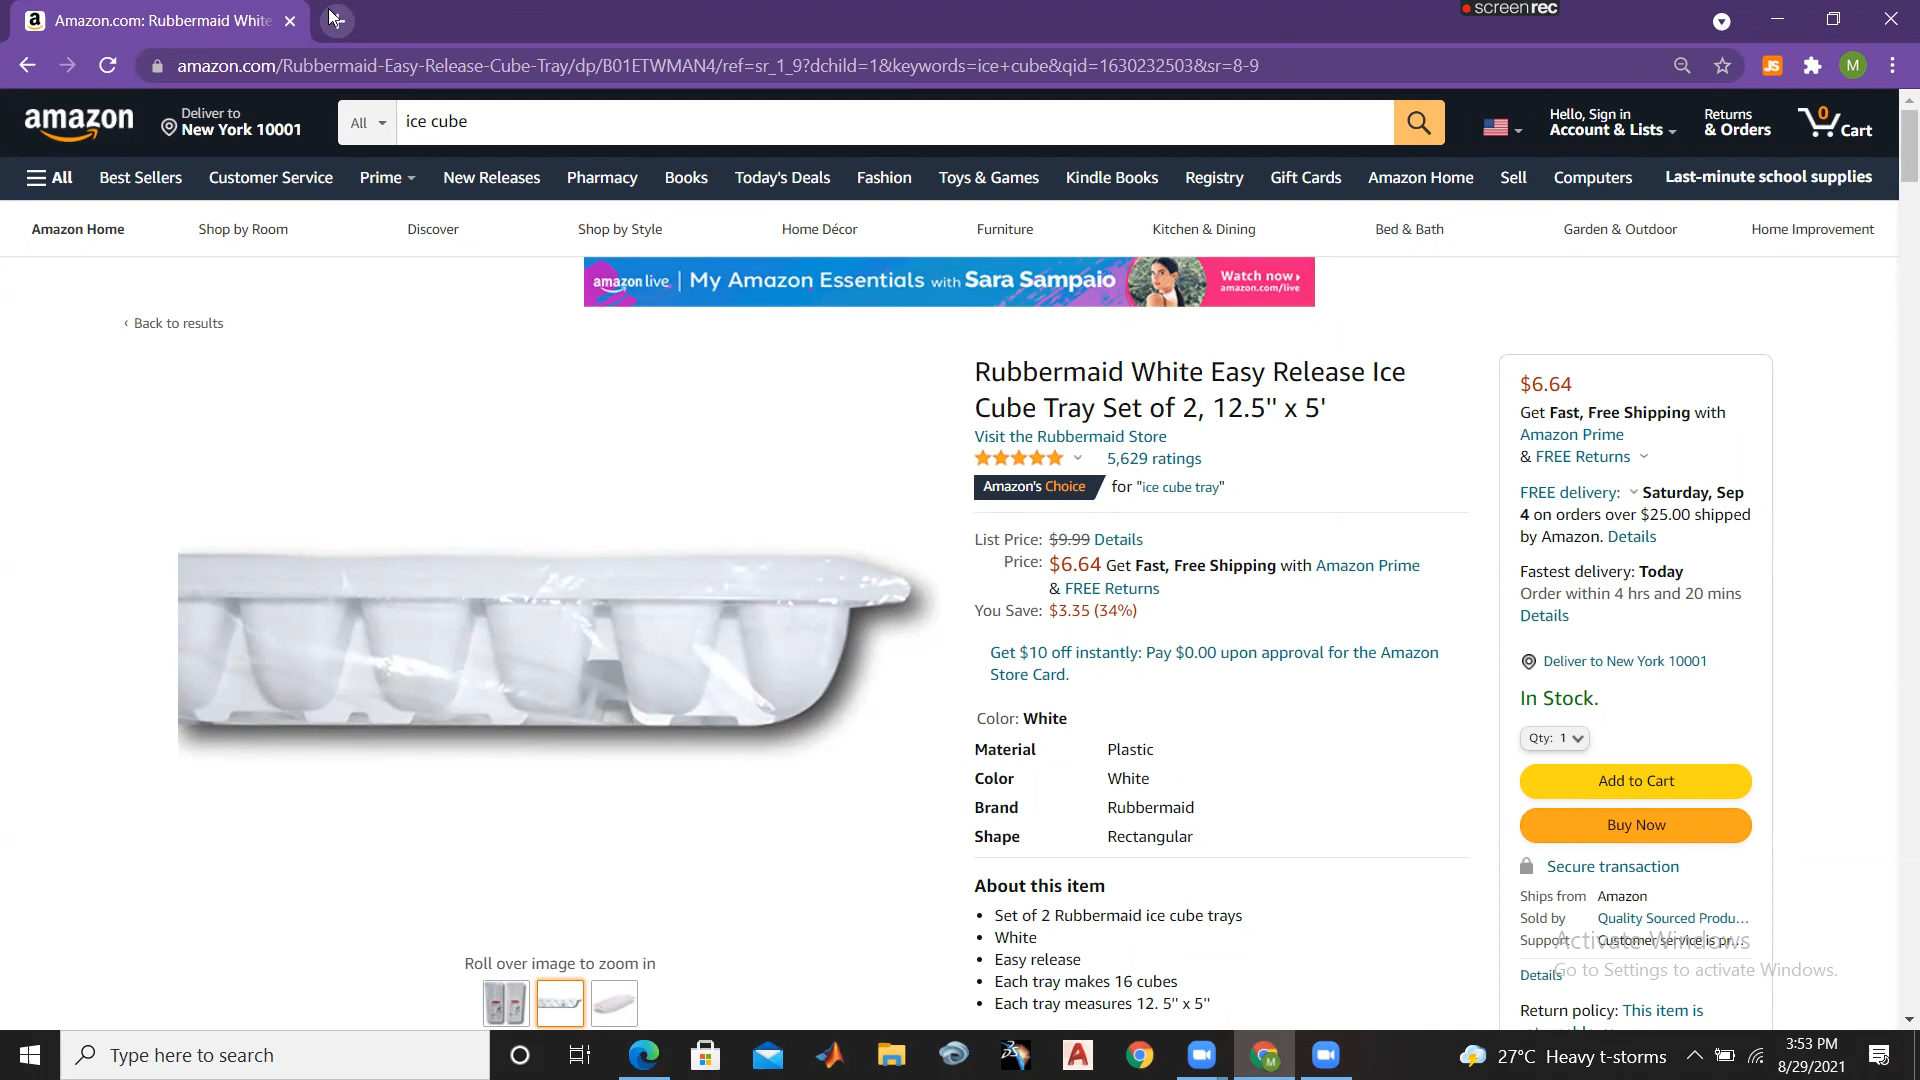 Amazon.com: Rubbermaid White
screenrec
amazon.com/Rubbermaid-Easy-Release-Cube-Tray/dp/B01ETWMAN4/ref=sr_1_9?dchild=1&keywords=ice+cube&qid=1630232503&sr=8-9
JS
M
amazon
Deliver to
New York 10001
All
ice cube
Hello, Sign in
Account & Lists
Returns
& Orders
0
Cart
All Best Sellers Customer Service Prime New Releases Pharmacy Books Today's Deals Fashion Toys & Games Kindle Books Registry Gift Cards Amazon Home Sell Computers Last-minute school supplies
Amazon Home Shop by Room Discover Shop by Style Home Décor Furniture Kitchen & Dining Bed & Bath Garden & Outdoor Home Improvement
amazon live | My Amazon Essentials with Sara Sampaio
Watch now
amazon.com/live
‹ Back to results
Roll over image to zoom in
Rubbermaid White Easy Release Ice
Cube Tray Set of 2, 12.5" x 5'
Visit the Rubbermaid Store
5,629 ratings
Amazon's Choice for "ice cube tray"
List Price: $9.99 Details
Price: $6.64 Get Fast, Free Shipping with Amazon Prime
& FREE Returns
You Save: $3.35 (34%)
Get $10 off instantly: Pay $0.00 upon approval for the Amazon
Store Card.
Color: White
Material Plastic
Color White
Brand Rubbermaid
Shape Rectangular
About this item
• Set of 2 Rubbermaid ice cube trays
• White
• Easy release
• Each tray makes 16 cubes
• Each tray measures 12. 5" x 5"
$6.64
Get Fast, Free Shipping with
Amazon Prime
& FREE Returns
FREE delivery: Saturday, Sep
4 on orders over $25.00 shipped
by Amazon. Details
Fastest delivery: Today
Order within 4 hrs and 20 mins
Details
Deliver to New York 10001
In Stock.
Qty: 1
Add to Cart
Buy Now
Secure transaction
Ships from Amazon
Sold by Quality Sourced Produ...
Support Customer service is pr...
Details
Return policy: This item is
Activate Windows
Go to Settings to activate Windows.
Type here to search
27°C Heavy t-storms
3:53 PM
8/29/2021